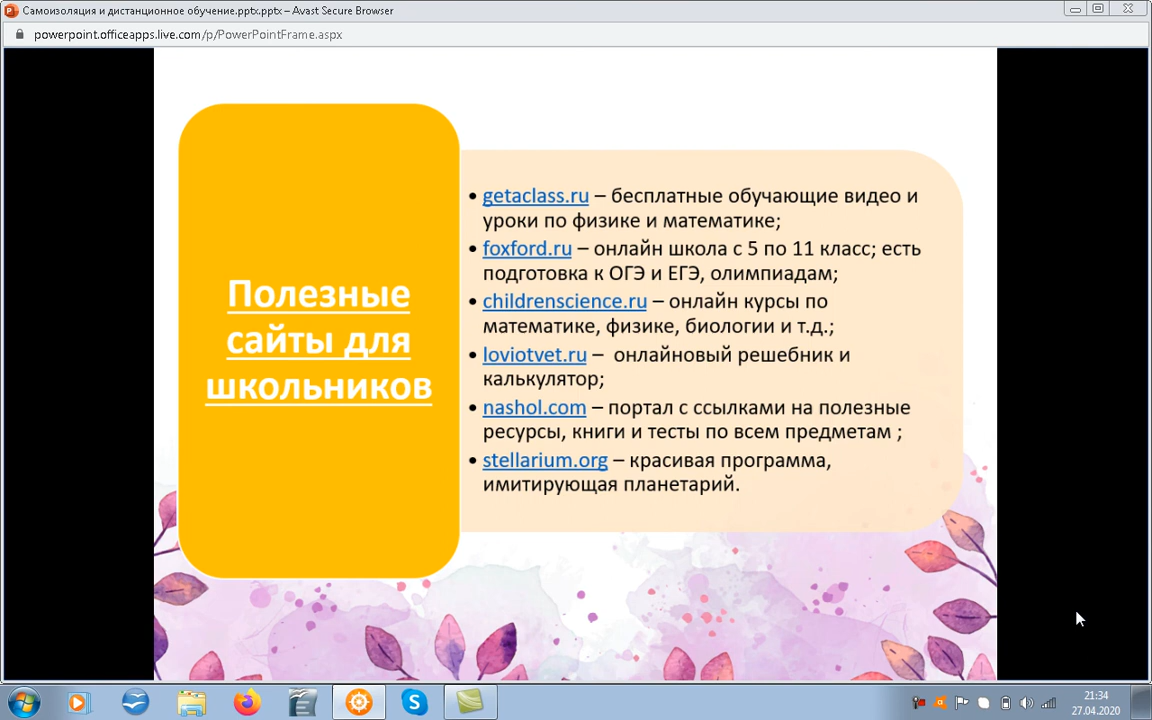 Самоизоляция и дистанционное обучение.pptx.pptx – Avast Secure Browser
powerpoint.officeapps.live.com/p/PowerPointFrame.aspx
Полезные
сайты для
школьников
• getaclass.ru – бесплатные обучающие видео и
уроки по физике и математике;
• foxford.ru – онлайн школа с 5 по 11 класс; есть
подготовка к ОГЭ и ЕГЭ, олимпиадам;
• childrenscience.ru – онлайн курсы по
математике, физике, биологии и т.д.;
• loviotvet.ru – онлайновый решебник и
калькулятор;
• nashol.com – портал с ссылками на полезные
ресурсы, книги и тесты по всем предметам ;
• stellarium.org – красивая программа,
имитирующая планетарий.
21:34
27.04.2020